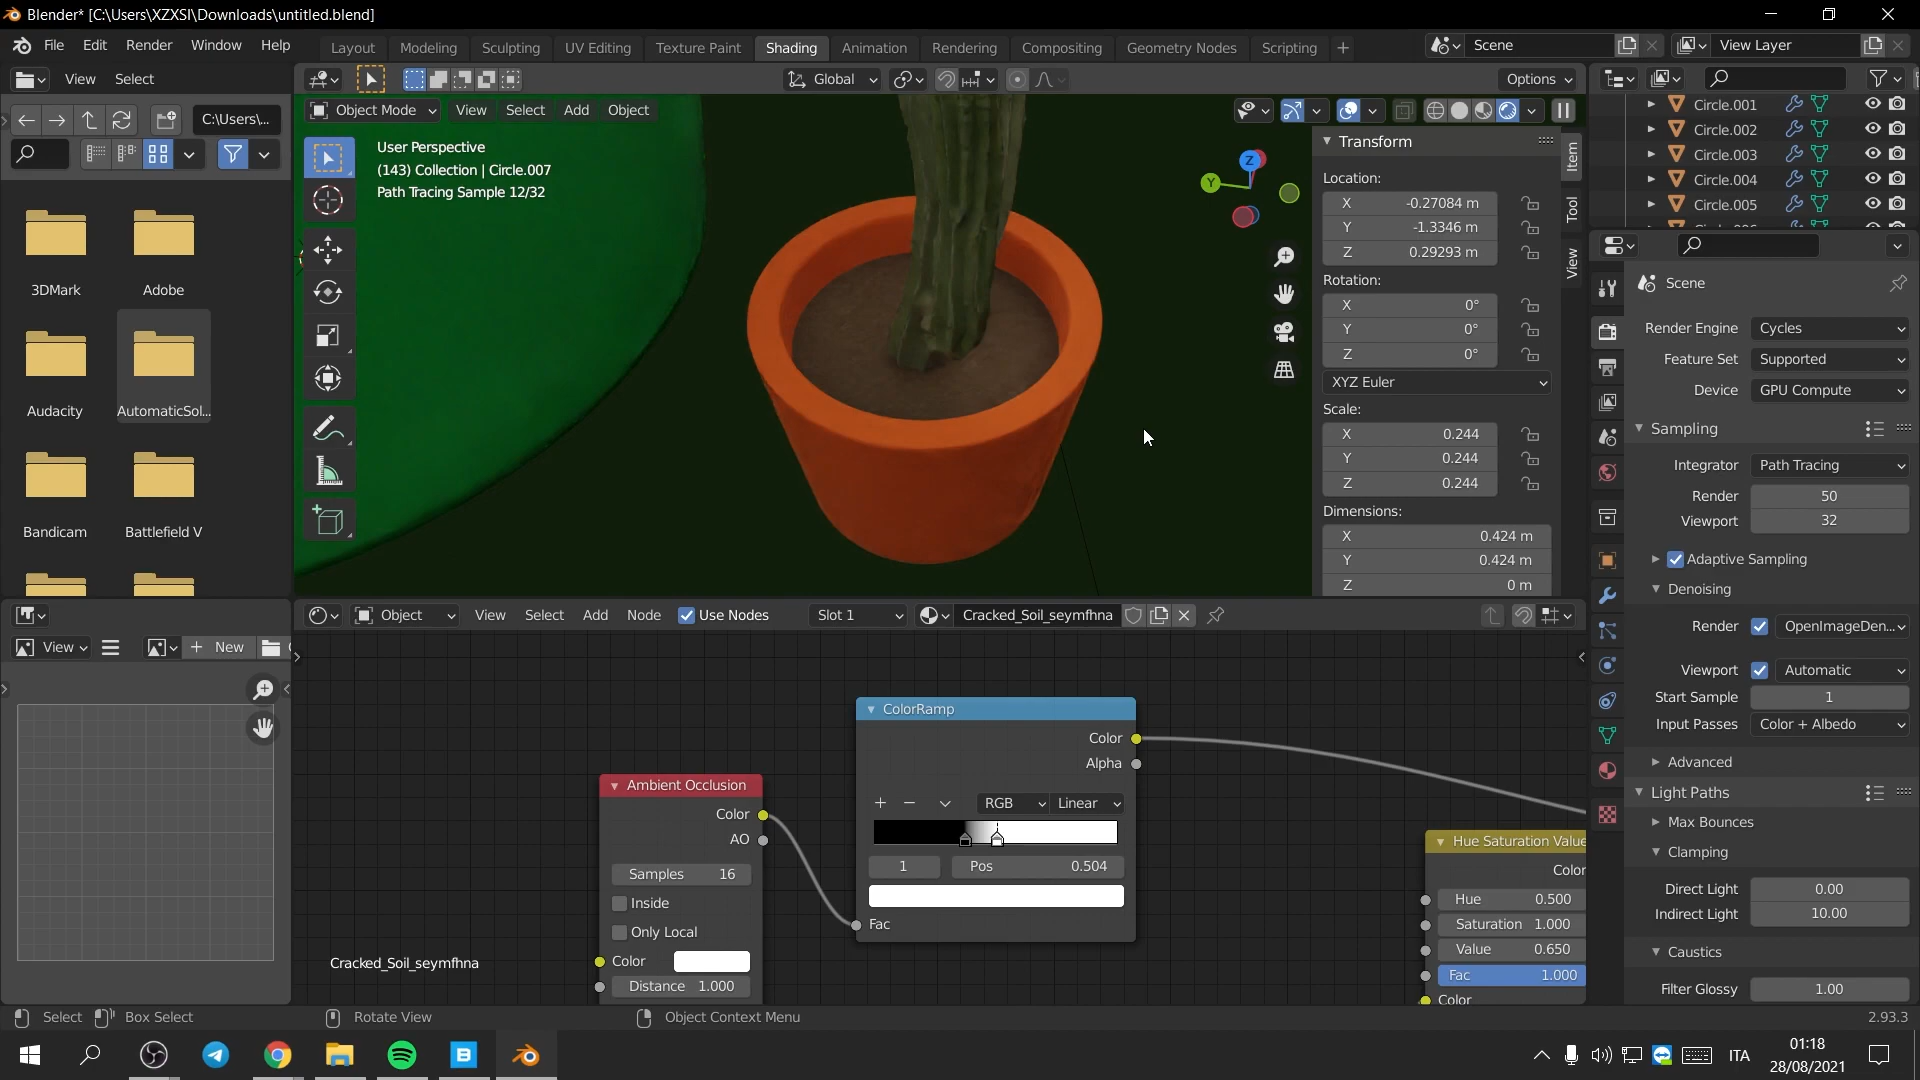 Blender* [C:\Users\XZXSI\Downloads\untitled.blend]
File Edit Render Window Help
Layout Modeling Sculpting UV Editing Texture Paint Shading Animation Rendering Compositing Geometry Nodes Scripting +
Scene
View Layer
View Select
Global
Options
C:\Users\...
Object Mode View Select Add Object
User Perspective
(143) Collection | Circle.007
Path Tracing Sample 12/32
Z
Y
3DMark
Adobe
Audacity
AutomaticSol...
Bandicam
Battlefield V
Transform
Location:
X -0.27084 m
Y -1.3346 m
Z 0.29293 m
Rotation:
X 0°
Y 0°
Z 0°
XYZ Euler
Scale:
X 0.244
Y 0.244
Z 0.244
Dimensions:
X 0.424 m
Y 0.424 m
Z 0 m
Item
Tool
View
Circle.001
Circle.002
Circle.003
Circle.004
Circle.005
Scene
Render Engine Cycles
Feature Set Supported
Device GPU Compute
Sampling
Integrator Path Tracing
Render 50
Viewport 32
Adaptive Sampling
Denoising
Render OpenImageDen...
Viewport Automatic
Start Sample 1
Input Passes Color + Albedo
Advanced
Light Paths
Max Bounces
Clamping
Direct Light 0.00
Indirect Light 10.00
Caustics
Filter Glossy 1.00
View
+ New
Object View Select Add Node Use Nodes Slot 1 Cracked_Soil_seymfhna
ColorRamp
Color
Alpha
+ − RGB Linear
1 Pos 0.504
Fac
Ambient Occlusion
Color
AO
Samples 16
Inside
Only Local
Color
Distance 1.000
Hue Saturation Value
Color
Hue 0.500
Saturation 1.000
Value 0.650
Fac 1.000
Color
Cracked_Soil_seymfhna
Select Box Select Rotate View Object Context Menu 2.93.3
ITA
01:18
28/08/2021